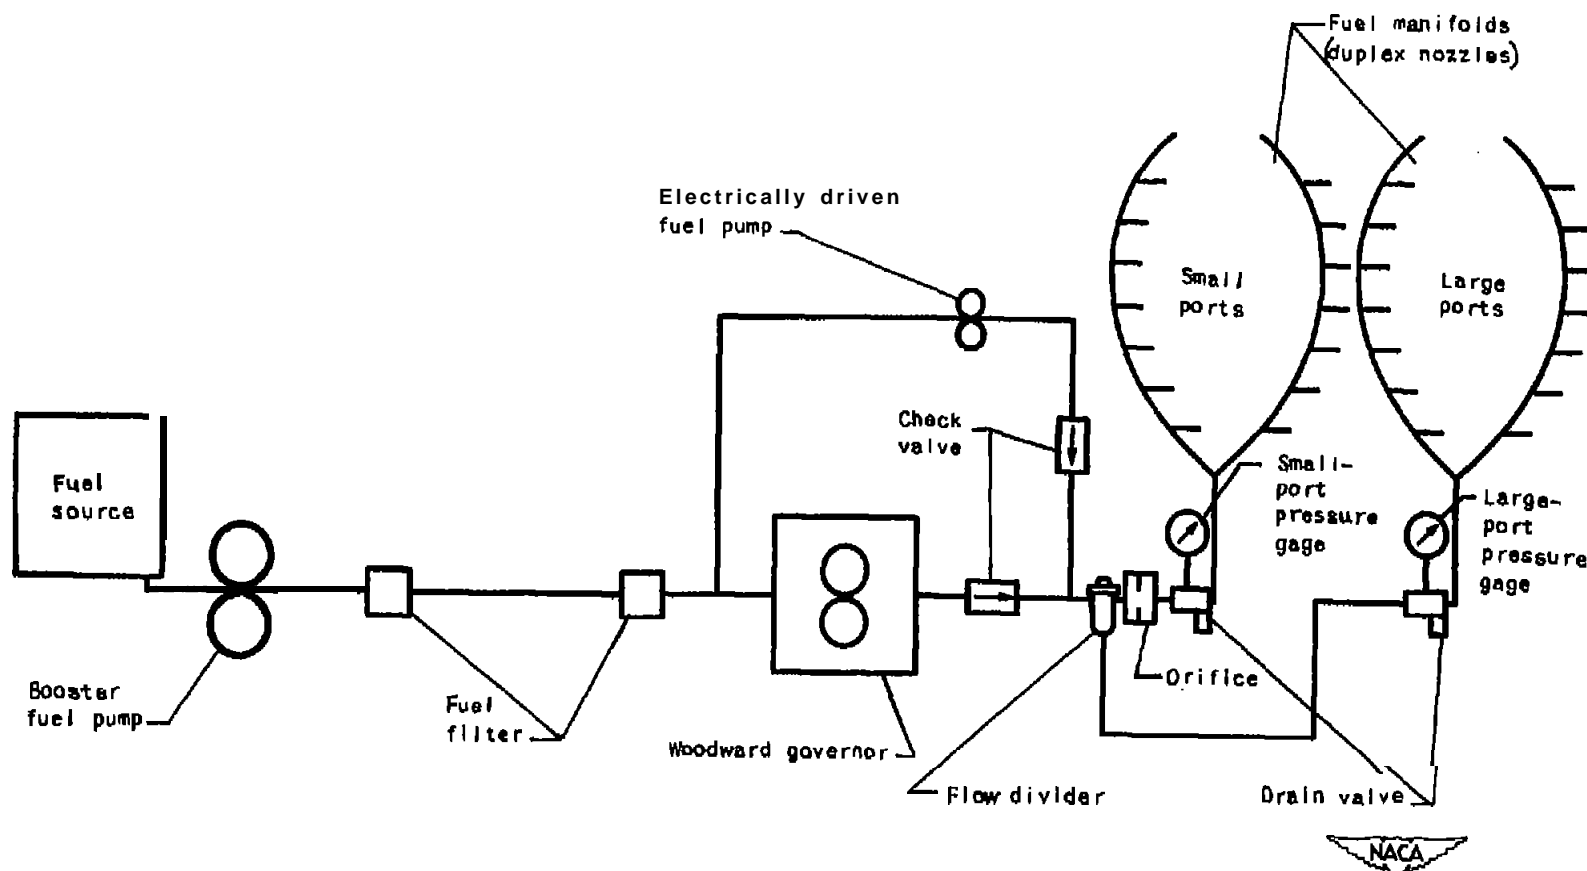 Fuel manifolds
(duplex nozzles)
Electrically driven
fuel pump
Small
ports
Large
ports
Check
valve
Fuel
source
Small-
port
pressure
gage
Large-
port
pressure
gage
Booster
fuel pump
Fuel
filter
Woodward governor
Orifice
Flow divider
Drain valve
NACA